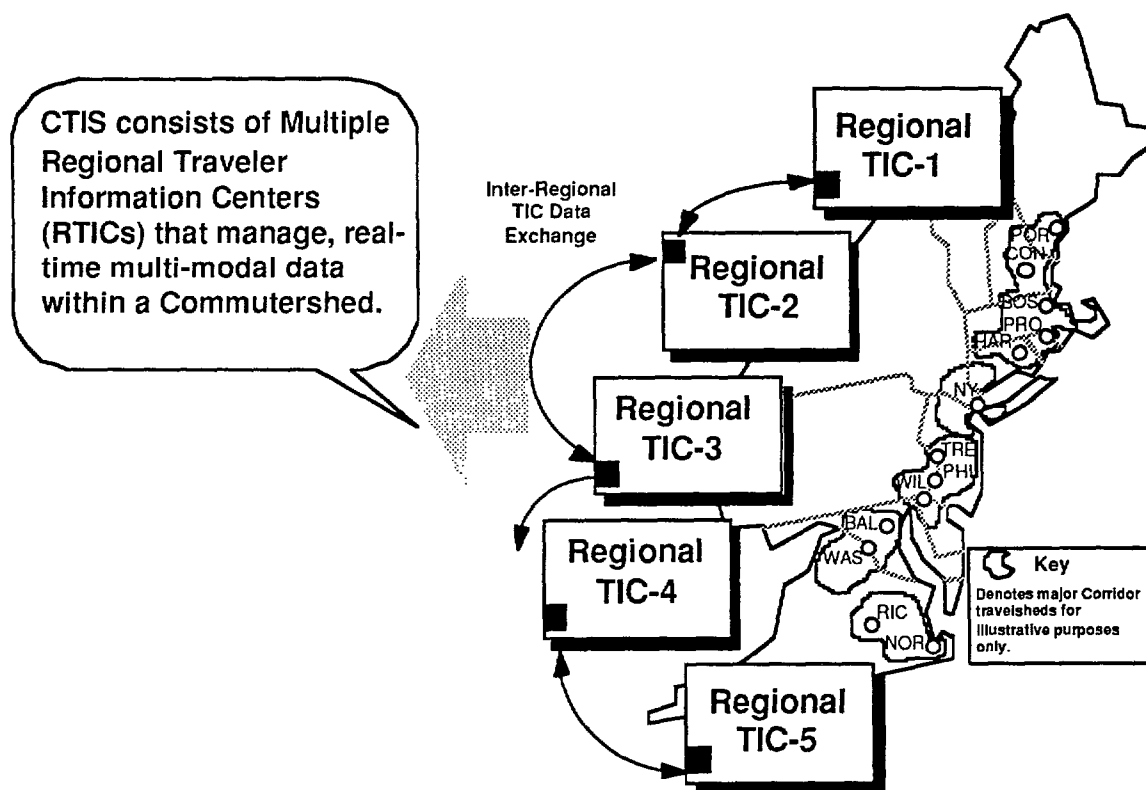 CTIS consists of Multiple
Regional Traveler
Information Centers
(RTICs) that manage, real-
time multi-modal data
within a Commutershed.
Inter-Regional
TIC Data
Exchange
Regional
TIC-1
Regional
TIC-2
Regional
TIC-3
Regional
TIC-4
Regional
TIC-5
POR
CON
BOS
PRO
HAR
NY
TRE
PHI
WIL
BAL
WAS
RIC
NOR
Key
Denotes major Corridor
travelsheds for
illustrative purposes
only.